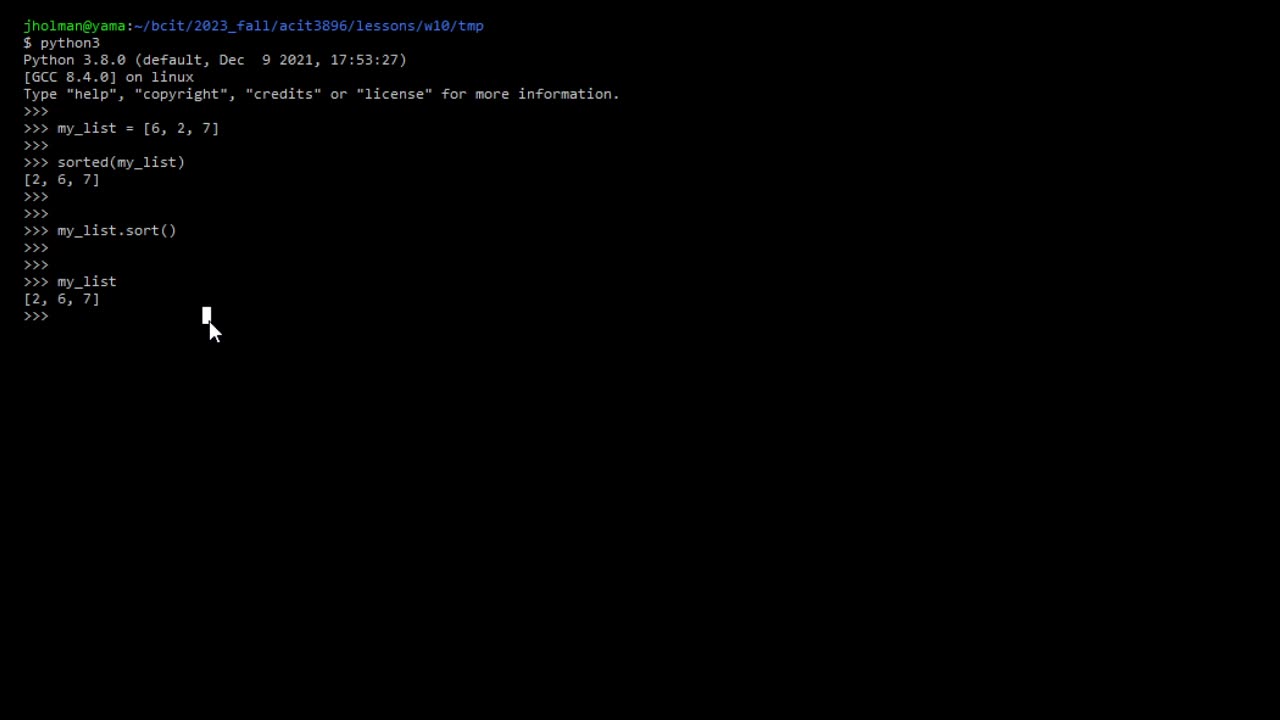 jholman@yama:~/bcit/2023_fall/acit3896/lessons/w10/tmp
$ python3
Python 3.8.0 (default, Dec  9 2021, 17:53:27)
[GCC 8.4.0] on linux
Type "help", "copyright", "credits" or "license" for more information.
>>>
>>> my_list = [6, 2, 7]
>>>
>>> sorted(my_list)
[2, 6, 7]
>>>
>>>
>>> my_list.sort()
>>>
>>>
>>> my_list
[2, 6, 7]
>>>